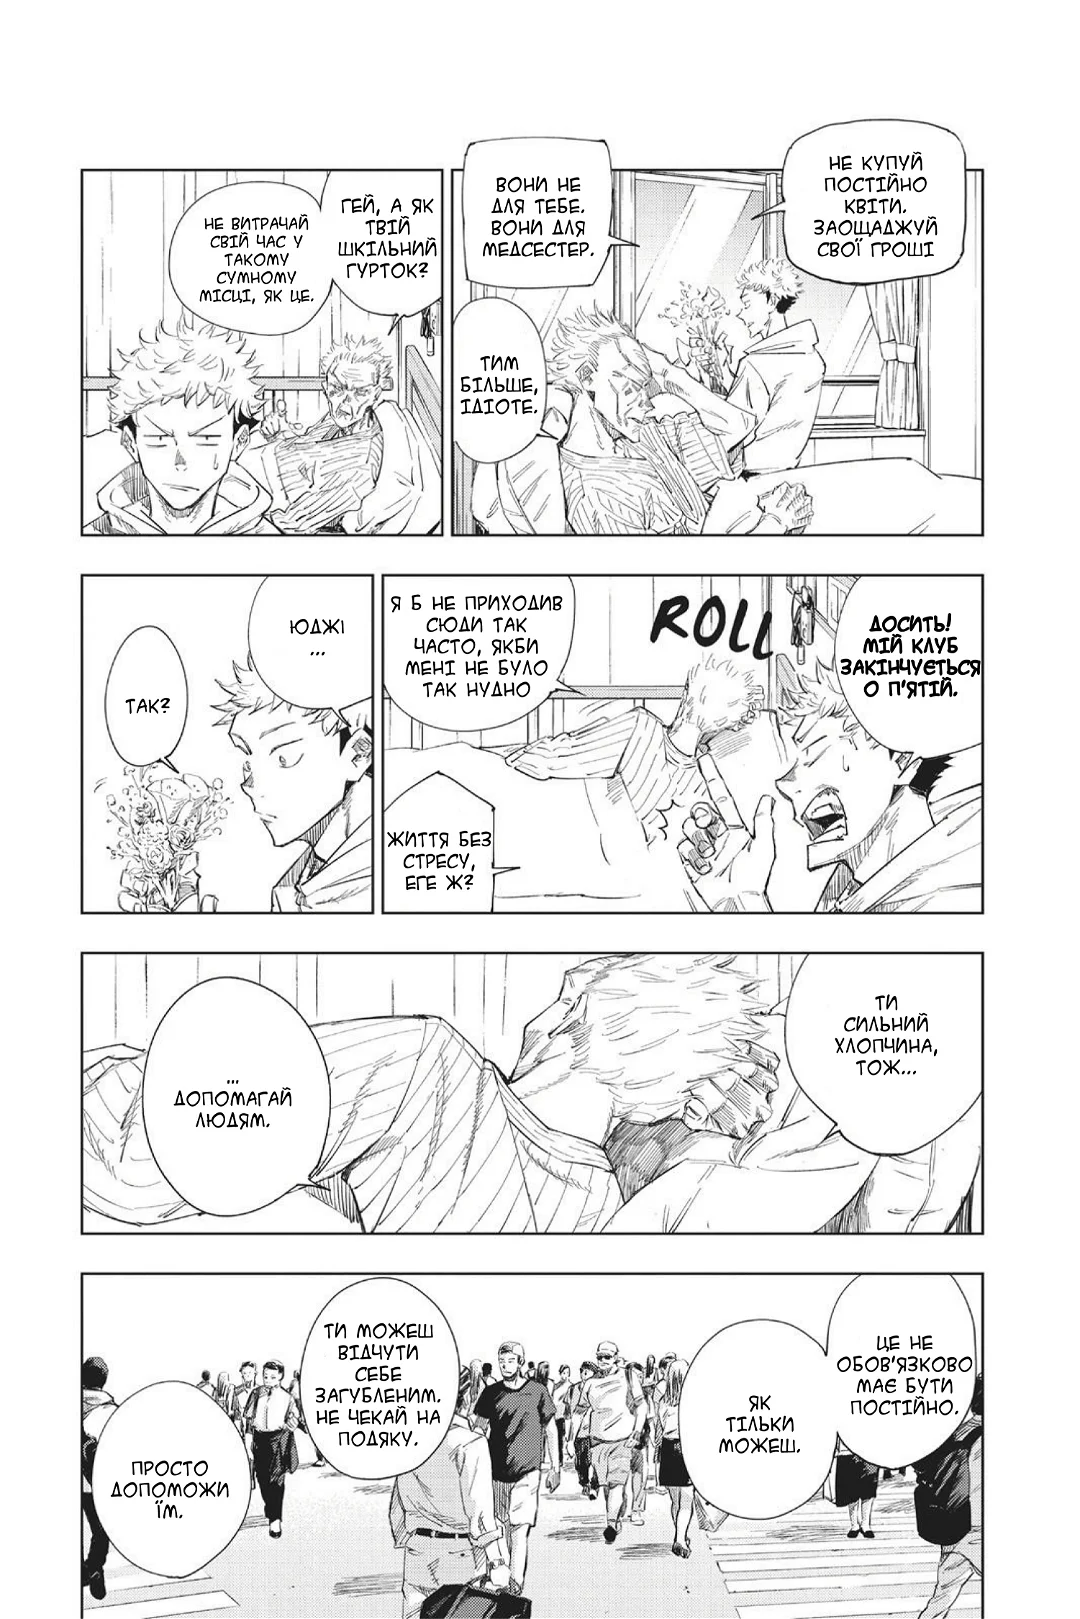 НЕ КУПУЙ
ПОСТІЙНО
КВІТИ.
ЗАОЩАДЖУЙ
СВОЇ ГРОШІ
ВОНИ НЕ
ДЛЯ ТЕБЕ.
ВОНИ ДЛЯ
МЕДСЕСТЕР.
ТИМ
БІЛЬШЕ,
ІДІОТЕ.
ГЕЙ, А ЯК
ТВІЙ
ШКІЛЬНИЙ
ГУРТОК?
НЕ ВИТРАЧАЙ
СВІЙ ЧАС У
ТАКОМУ
СУМНОМУ
МІСЦІ, ЯК ЦЕ.
ДОСИТЬ!
МІЙ КЛУБ
ЗАКІНЧУЄТЬСЯ
О П'ЯТІЙ.
ROLL
Я Б НЕ ПРИХОДИВ
СЮДИ ТАК
ЧАСТО, ЯКБИ
МЕНІ НЕ БУЛО
ТАК НУДНО
ЖИТТЯ БЕЗ
СТРЕСУ,
ЕГЕ Ж?
ЮДЖІ
...
ТАК?
ТИ
СИЛЬНИЙ
ХЛОПЧИНА,
ТОЖ...
...
ДОПОМАГАЙ
ЛЮДЯМ.
ЦЕ НЕ
ОБОВ'ЯЗКОВО
МАЄ БУТИ
ПОСТІЙНО.
ЯК
ТІЛЬКИ
МОЖЕШ.
ТИ МОЖЕШ
ВІДЧУТИ
СЕБЕ
ЗАГУБЛЕНИМ.
НЕ ЧЕКАЙ НА
ПОДЯКУ.
ПРОСТО
ДОПОМОЖИ
ЇМ.